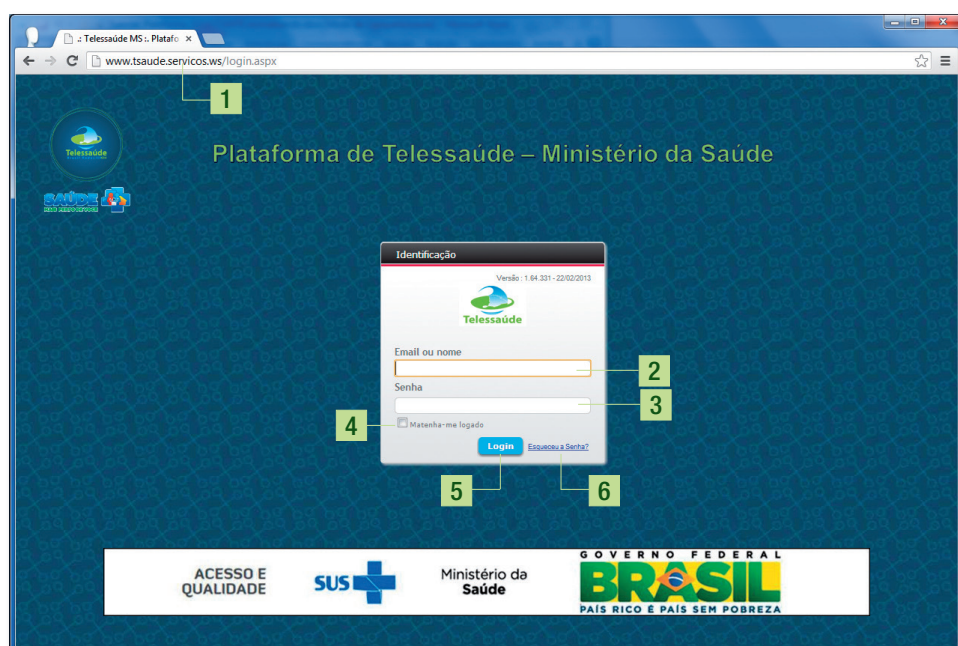 .: Telessaúde MS :. Platafo
www.tsaude.servicos.ws/login.aspx
1
Telessaúde
Plataforma de Telessaúde – Ministério da Saúde
SAÚDE
Identificação
Versão : 1.64.331 - 22/02/2013
Telessaúde
Email ou nome
2
Senha
3
4
Matenha-me logado
Login
Esqueceu a Senha?
5
6
ACESSO E
QUALIDADE
SUS
Ministério da
Saúde
GOVERNO FEDERAL
BRASIL
PAÍS RICO É PAÍS SEM POBREZA